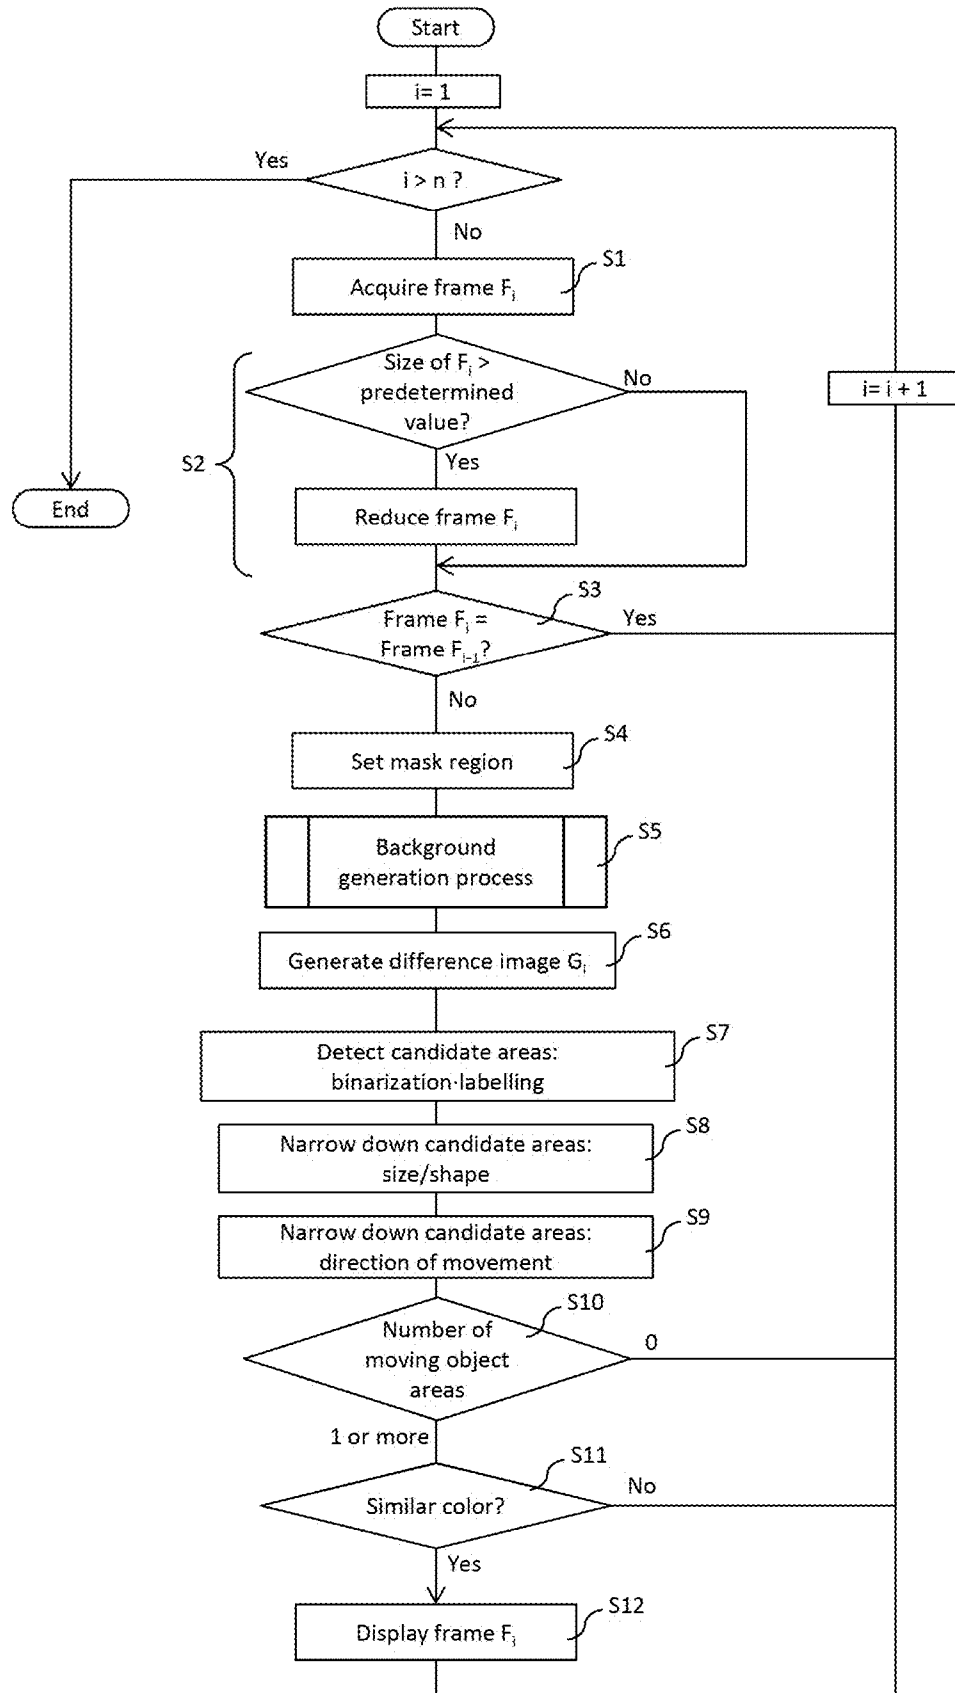 Start
i= 1
Yes
i > n ?
No
S1
Acquire frame Fi
Size of Fi >
predetermined
value?
No
i= i + 1
S2
Yes
End
Reduce frame Fi
S3
Frame Fi =
Frame Fi-1?
Yes
No
S4
Set mask region
S5
Background
generation process
S6
Generate difference image Gi
S7
Detect candidate areas:
binarization·labelling
S8
Narrow down candidate areas:
size/shape
S9
Narrow down candidate areas:
direction of movement
S10
Number of
moving object
areas
0
1 or more
S11
Similar color?
No
Yes
S12
Display frame Fi